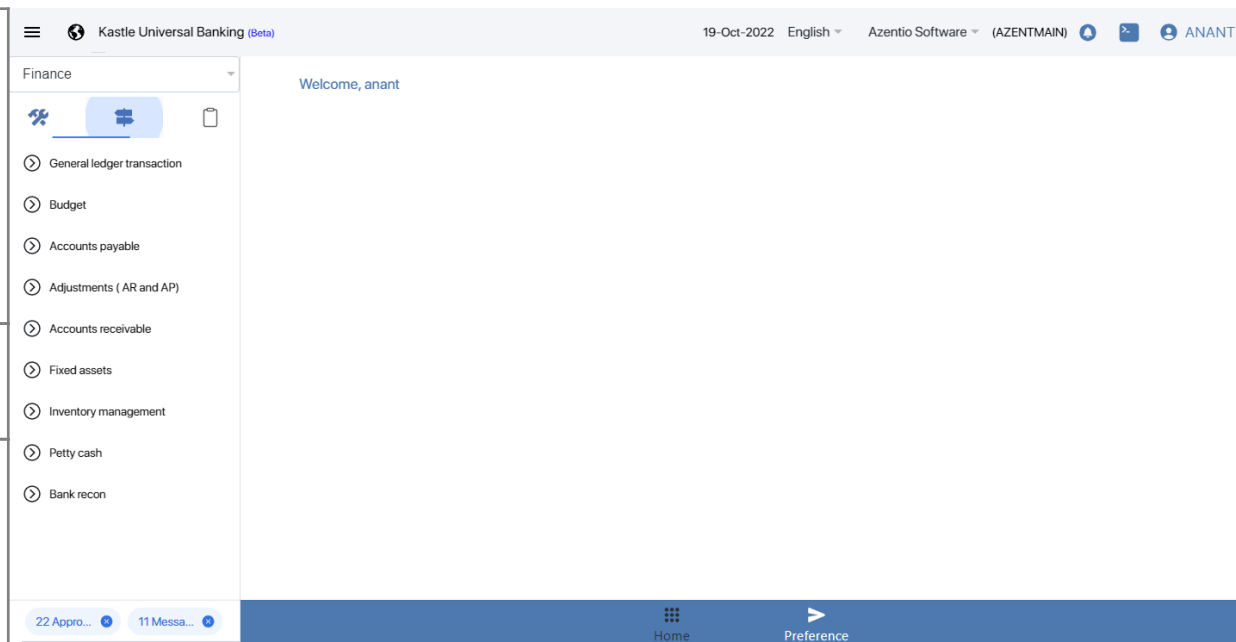 Kastle Universal Banking (Beta)
19-Oct-2022 English Azentio Software (AZENTMAIN) ANANT
Finance
Welcome, anant
General ledger transaction
Budget
Accounts payable
Adjustments ( AR and AP)
Accounts receivable
Fixed assets
Inventory management
Petty cash
Bank recon
22 Appro... 11 Messa...
Home Preference